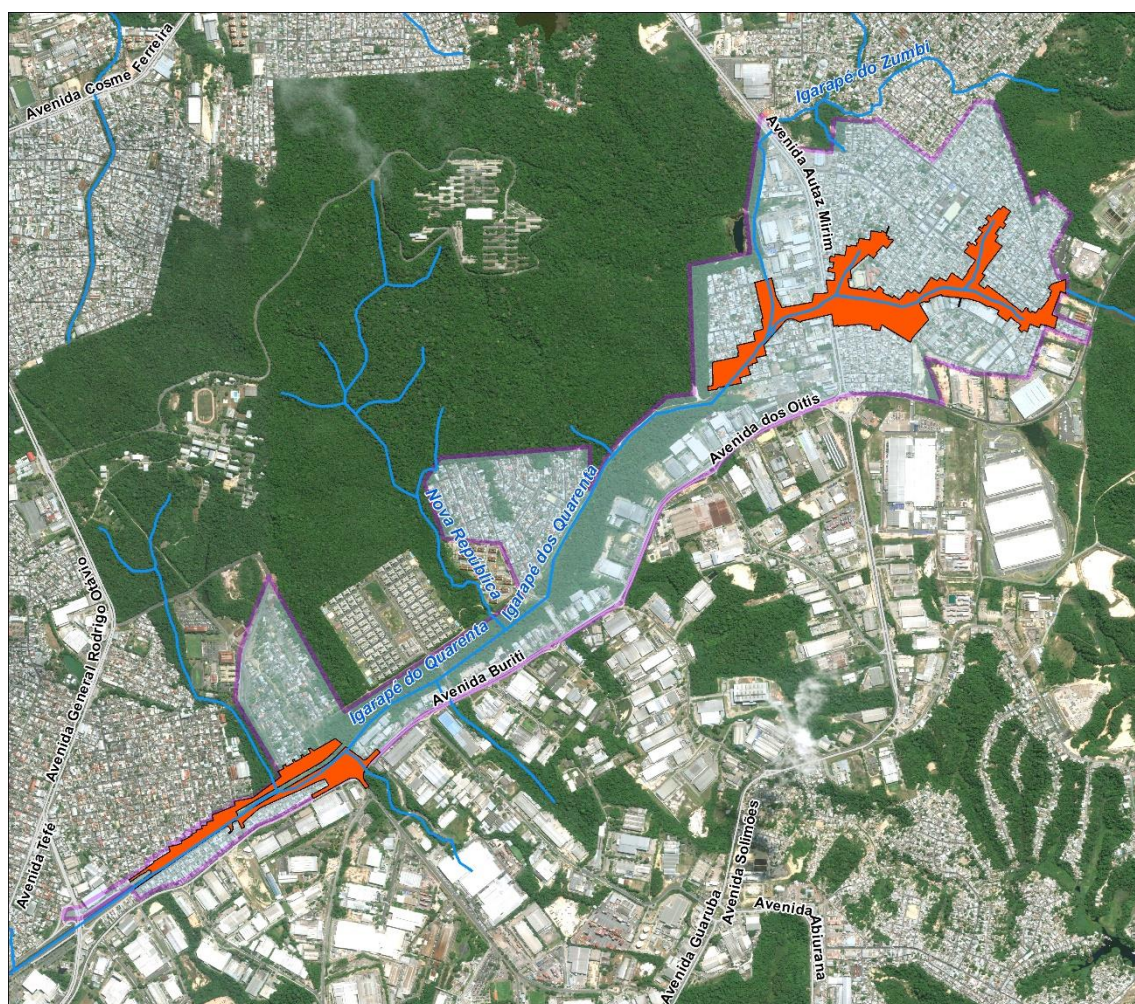 Avenida Cosme Ferreira
Igarapé do Zumbi
Avenida Autaz Mirim
Avenida dos Oitis
Nova Republica
Igarapé dos Quarenta
Igarapé do Quarenta
Avenida Buriti
Avenida General Rodrigo Otávio
Avenida Tefé
Avenida Solimões
Avenida Guaruba
Avenida Abiurana